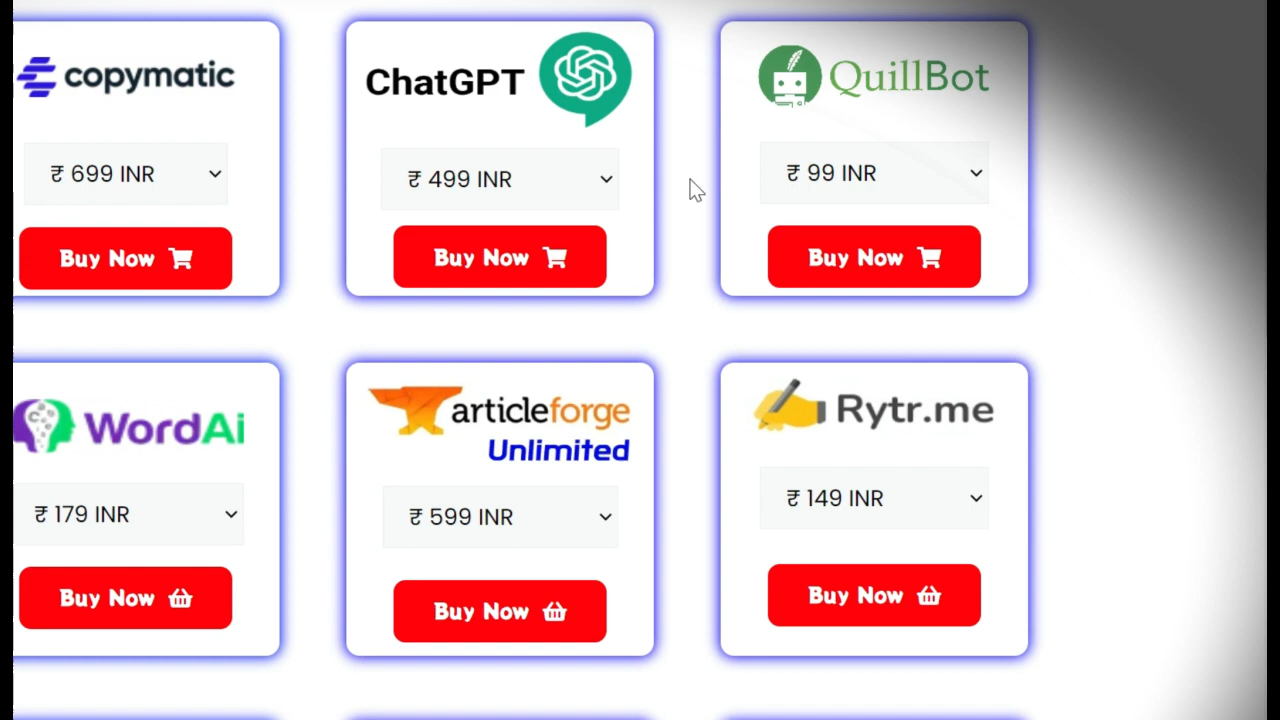 copymatic
ChatGPT
QuillBot
₹ 699 INR
₹ 499 INR
₹ 99 INR
Buy Now
Buy Now
Buy Now
WordAi
articleforge
Unlimited
Rytr.me
₹ 179 INR
₹ 599 INR
₹ 149 INR
Buy Now
Buy Now
Buy Now